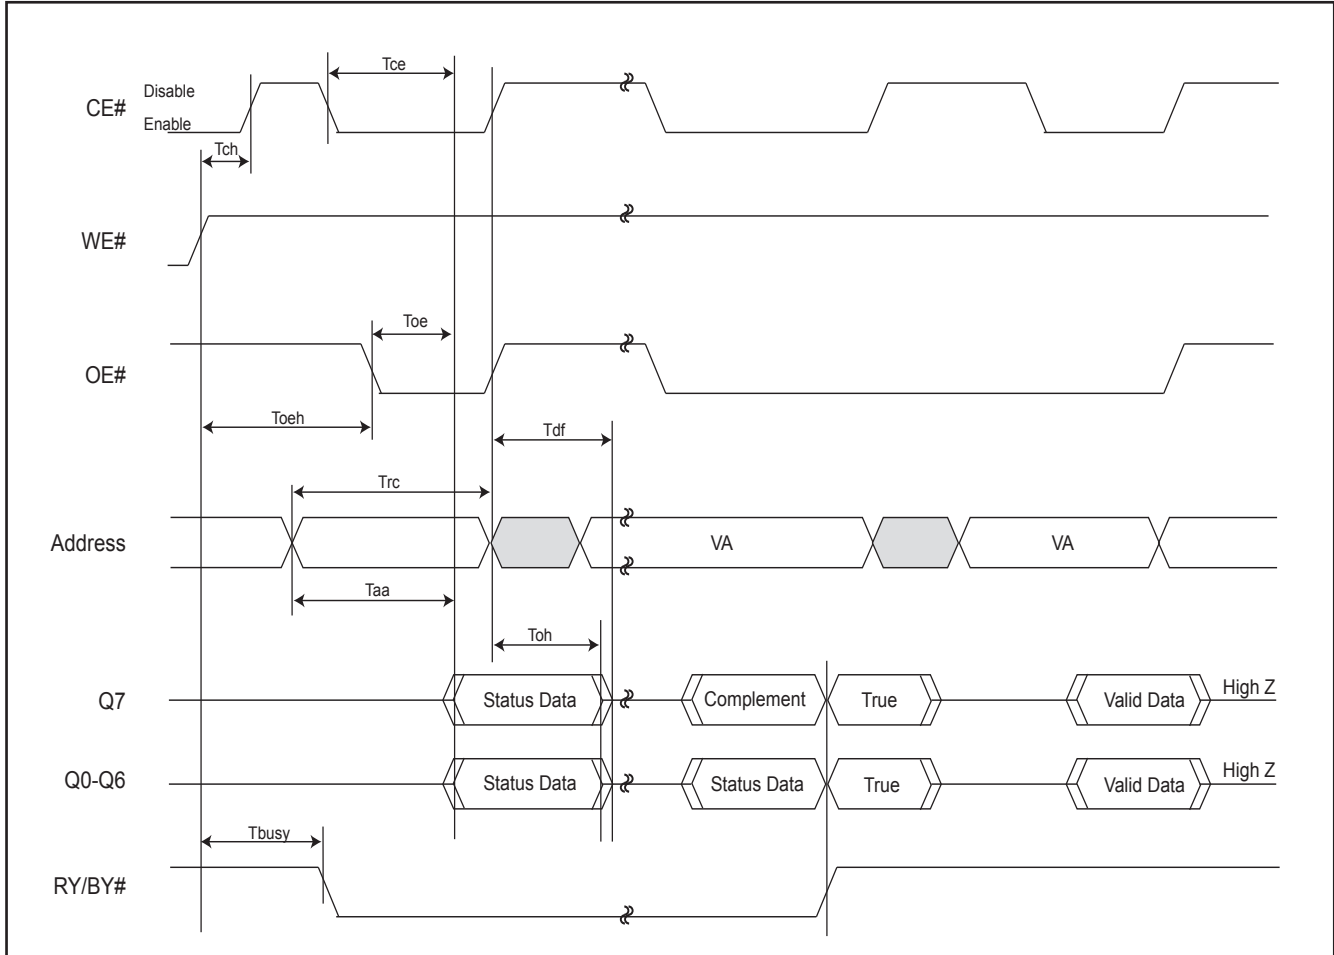 Tce
Disable
CE#
Enable
Tch
WE#
Toe
OE#
Toeh
Tdf
Trc
Address
VA
VA
Taa
Toh
Q7
Status Data
Complement
True
Valid Data
High Z
Q0-Q6
Status Data
Status Data
True
Valid Data
High Z
Tbusy
RY/BY#